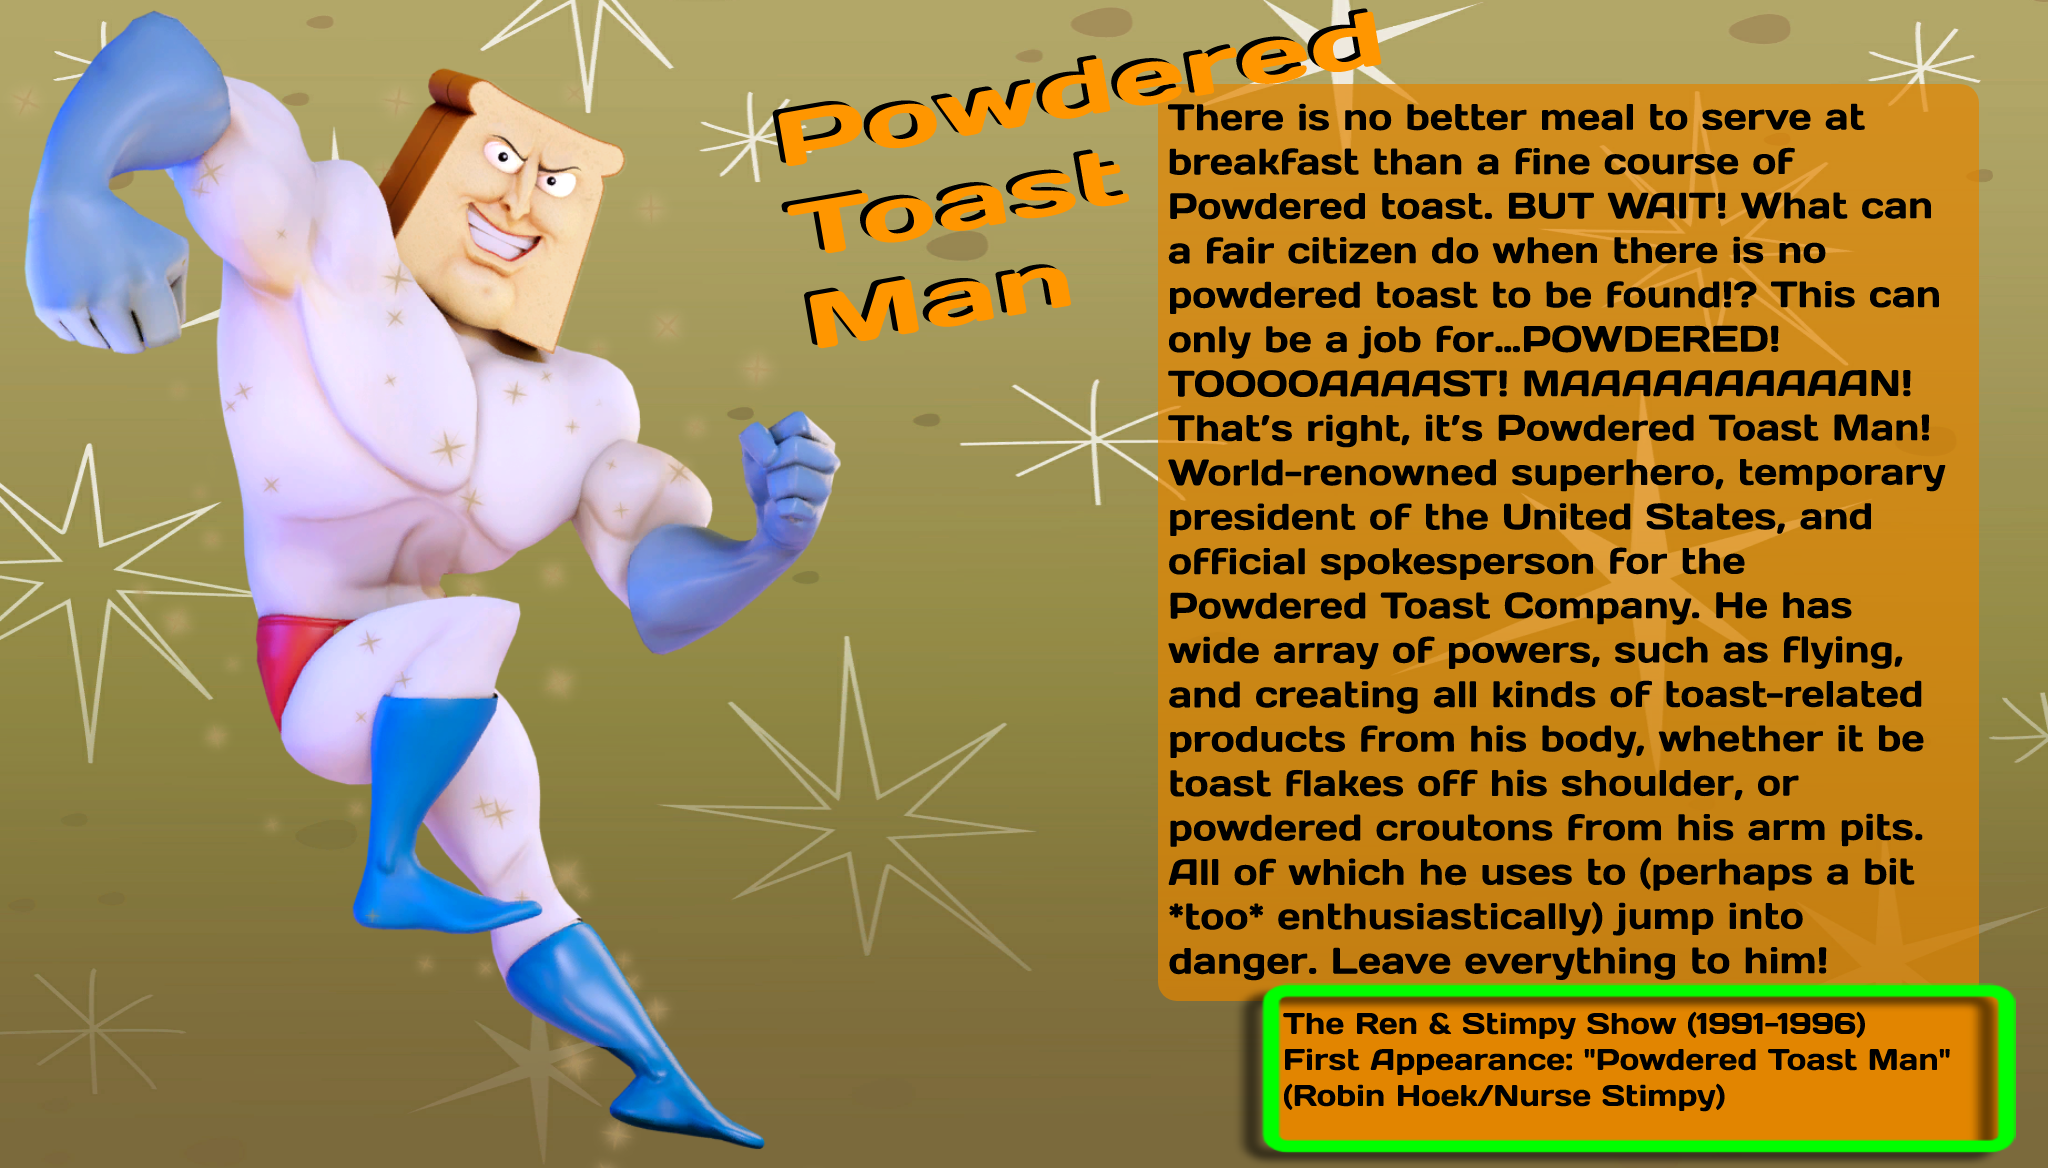 Powdered
Toast
Man
There is no better meal to serve at
breakfast than a fine course of
Powdered toast. BUT WAIT! What can
a fair citizen do when there is no
powdered toast to be found!? This can
only be a job for...POWDERED!
TOOOOAAAAST! MAAAAAAAAAAN!
That's right, it's Powdered Toast Man!
World-renowned superhero, temporary
president of the United States, and
official spokesperson for the
Powdered Toast Company. He has
wide array of powers, such as flying,
and creating all kinds of toast-related
products from his body, whether it be
toast flakes off his shoulder, or
powdered croutons from his arm pits.
All of which he uses to (perhaps a bit
*too* enthusiastically) jump into
danger. Leave everything to him!
The Ren & Stimpy Show (1991-1996)
First Appearance: "Powdered Toast Man"
(Robin Hoek/Nurse Stimpy)